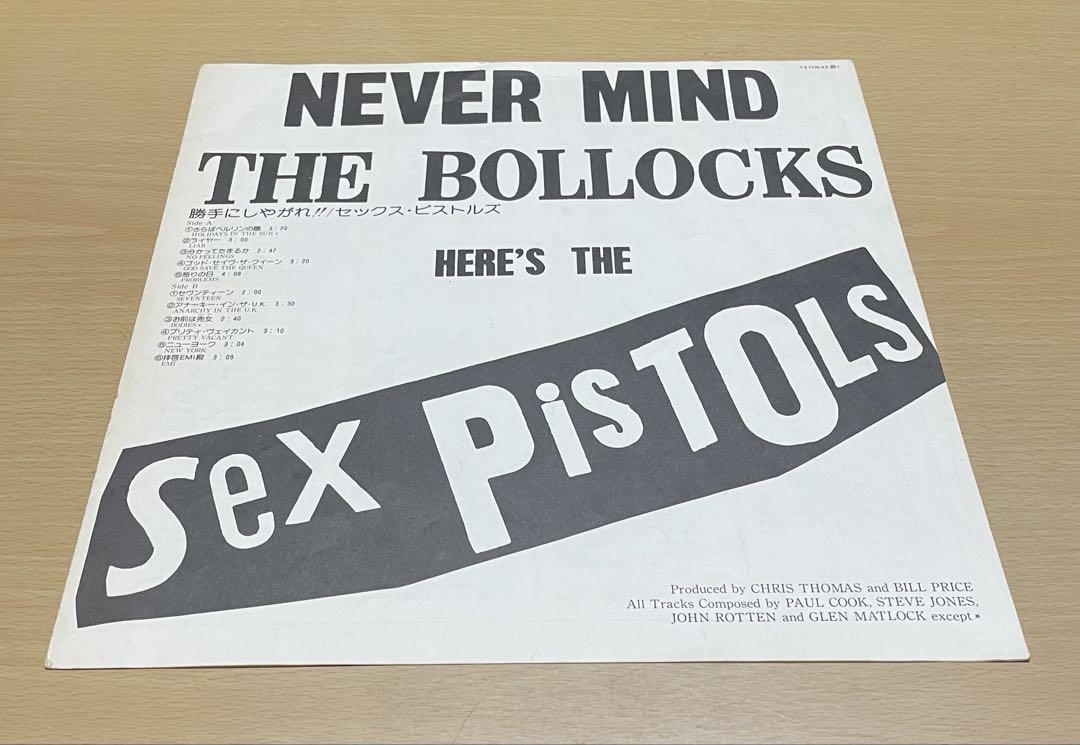 NEVER MIND
THE BOLLOCKS
勝手にしやがれ!!/セックス・ピストルズ
Side A
①さらばベルリンの陽 3:20
HOLIDAYS IN THE SUN *
②ライヤー 3:00
LIAR
③分かってたまるか 2:47
NO FEELINGS
④ゴッド・セイヴ・ザ・クィーン 3:20
GOD SAVE THE QUEEN
⑤怒りの日 4:08
PROBLEMS
Side B
①セヴンティーン 2:00
SEVENTEEN
②アナーキー・イン・ザ・U.K. 3:30
ANARCHY IN THE U.K.
③お前は売女 2:40
BODIES *
④プリティ・ヴェイカント 3:10
PRETTY VACANT
⑤ニューヨーク 3:04
NEW YORK
⑥拝啓EMI殿 3:09
EMI
HERE'S THE
Sex PiSTOLS
Produced by CHRIS THOMAS and BILL PRICE
All Tracks Composed by PAUL COOK, STEVE JONES,
JOHN ROTTEN and GLEN MATLOCK except *